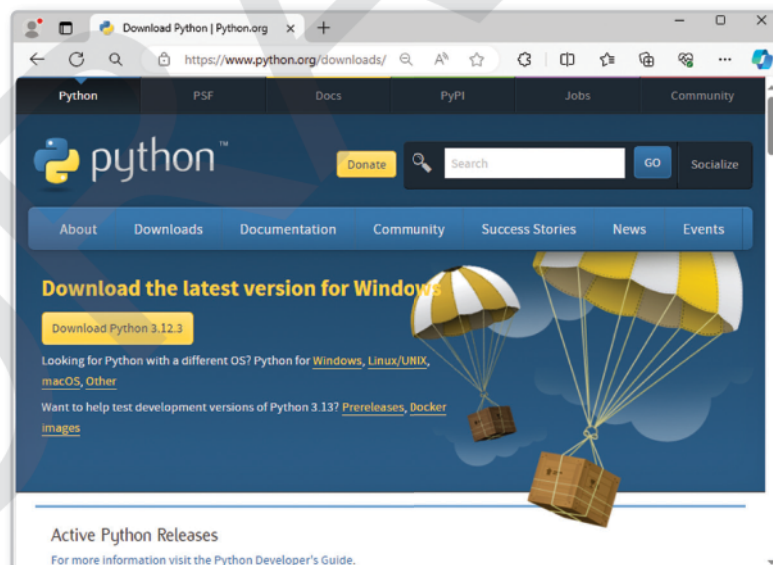 Download Python | Python.org
https://www.python.org/downloads/
Python PSF Docs PyPI Jobs Community
python™
Donate Search GO Socialize
About Downloads Documentation Community Success Stories News Events
Download the latest version for Windows
Download Python 3.12.3
Looking for Python with a different OS? Python for Windows, Linux/UNIX,
macOS, Other
Want to help test development versions of Python 3.13? Prereleases, Docker
images
Active Python Releases
For more information visit the Python Developer's Guide.